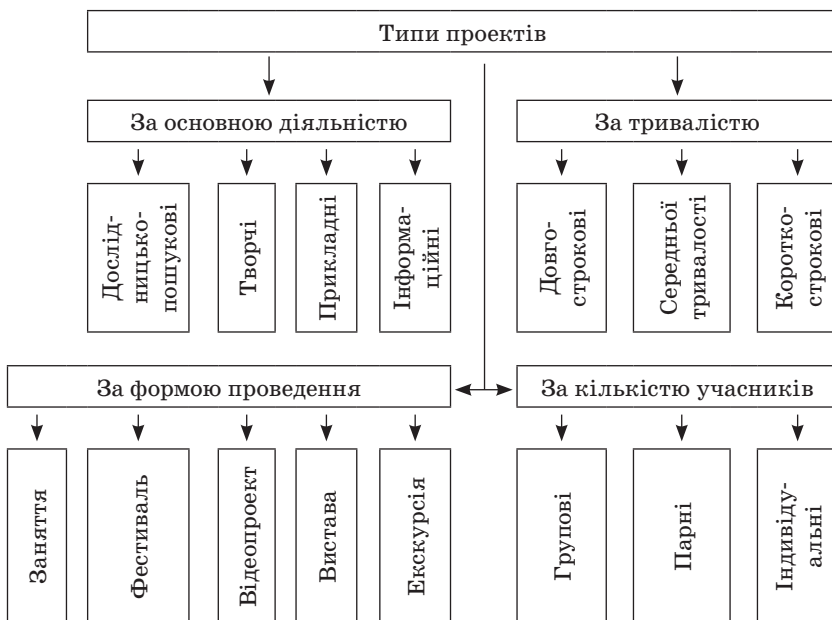 Типи проектів
За основною діяльністю
За тривалістю
Дослід-
ницько-
пошукові
Творчі
Прикладні
Інформа-
ційні
Довго-
строкові
Середньої
тривалості
Коротко-
строкові
За формою проведення
За кількістю учасників
Заняття
Фестиваль
Відеопроект
Вистава
Екскурсія
Групові
Парні
Індивіду-
альні